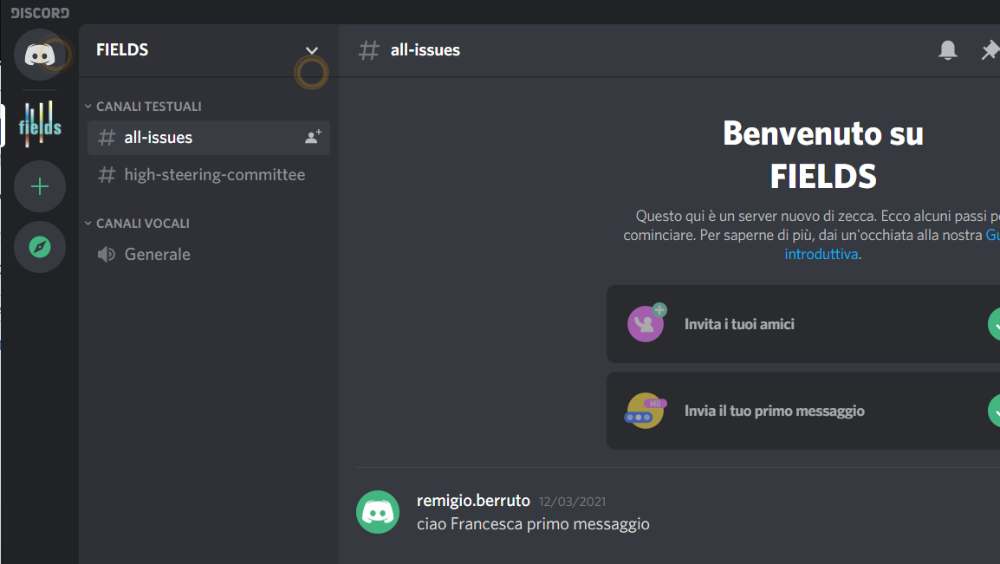 DISCORD
FIELDS
all-issues
fields
CANALI TESTUALI
all-issues
high-steering-committee
CANALI VOCALI
Generale
Benvenuto su
FIELDS
Questo qui è un server nuovo di zecca. Ecco alcuni passi p
cominciare. Per saperne di più, dai un'occhiata alla nostra Gu
introduttiva.
Invita i tuoi amici
Hi!
Invia il tuo primo messaggio
remigio.berruto 12/03/2021
ciao Francesca primo messaggio